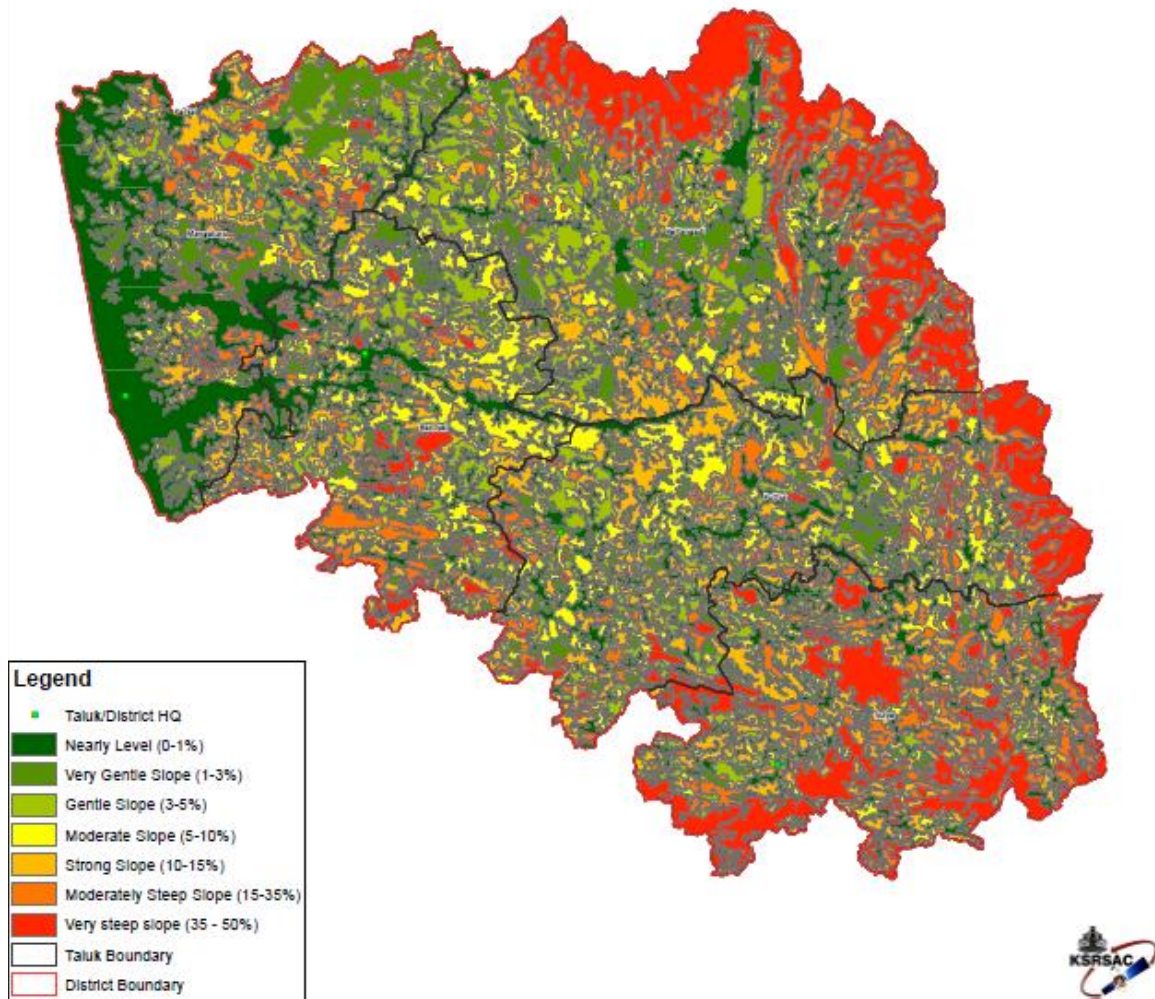 Mangaluru
Legend
Taluk/District HQ
Nearly Level (0-1%)
Very Gentle Slope (1-3%)
Gentle Slope (3-5%)
Moderate Slope (5-10%)
Strong Slope (10-15%)
Moderately Steep Slope (15-35%)
Very steep slope (35 - 50%)
Taluk Boundary
District Boundary
KSRSAC